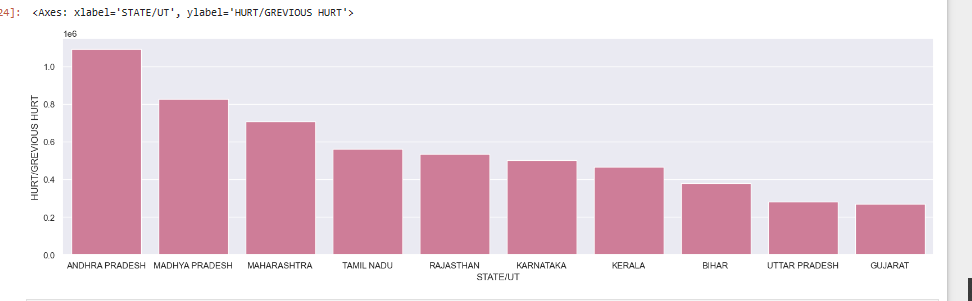 24]: <Axes: xlabel='STATE/UT', ylabel='HURT/GREVIOUS HURT'>
1e6
1.0
0.8
0.6
0.4
0.2
0.0
HURT/GREVIOUS HURT
ANDHRA PRADESH MADHYA PRADESH MAHARASHTRA TAMIL NADU RAJASTHAN KARNATAKA KERALA BIHAR UTTAR PRADESH GUJARAT
STATE/UT